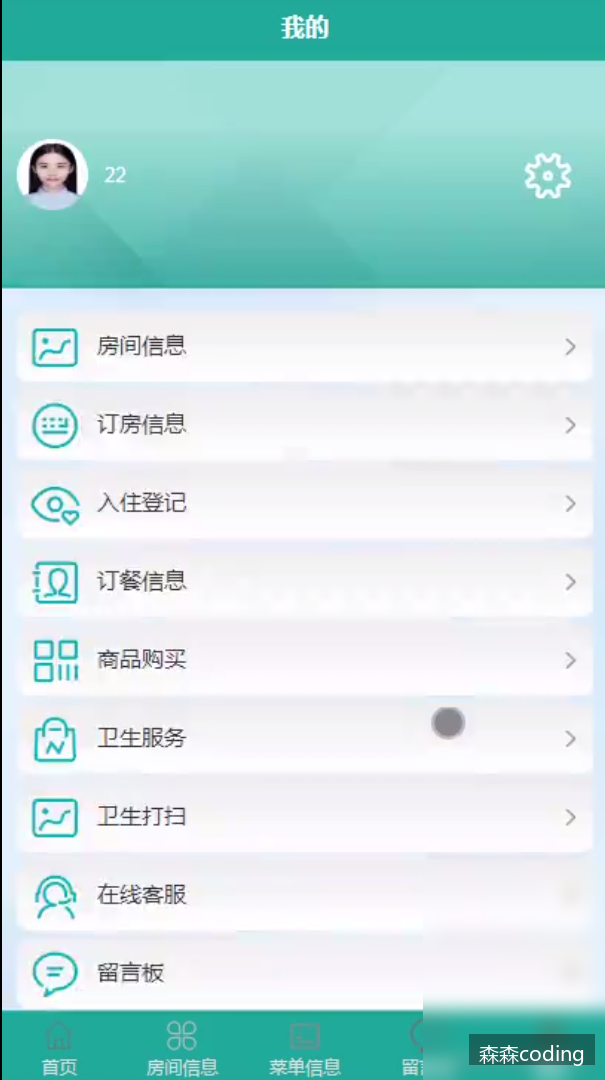 我的
22
房间信息
订房信息
入住登记
订餐信息
商品购买
卫生服务
卫生打扫
在线客服
留言板
首页
房间信息
菜单信息
留
森森coding